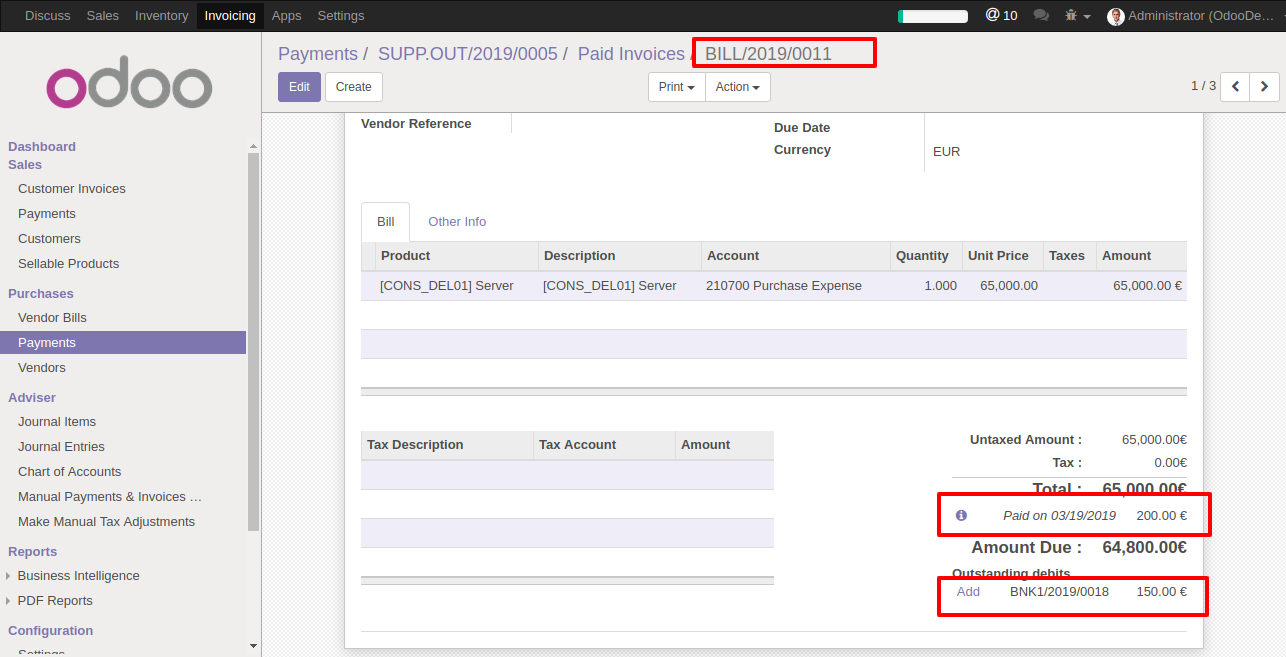 Discuss Sales Inventory Invoicing Apps Settings @ 10 Administrator (OdooDe…
odoo
Payments / SUPP.OUT/2019/0005 / Paid Invoices / BILL/2019/0011
Edit Create Print Action 1 / 3
Dashboard
Sales
Customer Invoices
Payments
Customers
Sellable Products
Purchases
Vendor Bills
Payments
Vendors
Adviser
Journal Items
Journal Entries
Chart of Accounts
Manual Payments & Invoices …
Make Manual Tax Adjustments
Reports
Business Intelligence
PDF Reports
Configuration
Settings
Vendor Reference
Due Date
Currency EUR
Bill Other Info
Product Description Account Quantity Unit Price Taxes Amount
[CONS_DEL01] Server [CONS_DEL01] Server 210700 Purchase Expense 1.000 65,000.00 65,000.00 €
Tax Description Tax Account Amount
Untaxed Amount : 65,000.00€
Tax : 0.00€
Total : 65,000.00€
Paid on 03/19/2019 200.00 €
Amount Due : 64,800.00€
Outstanding debits
Add BNK1/2019/0018 150.00 €